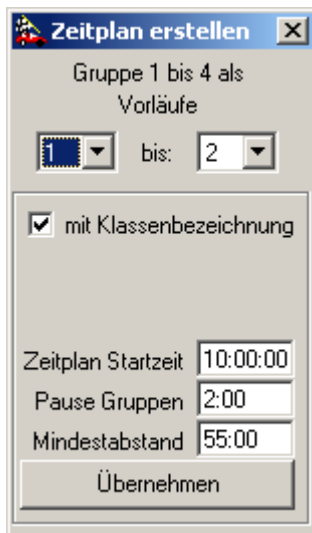 Zeitplan erstellen
Gruppe 1 bis 4 als
Vorläufe
1 bis: 2
mit Klassenbezeichnung
Zeitplan Startzeit 10:00:00
Pause Gruppen 2:00
Mindestabstand 55:00
Übernehmen